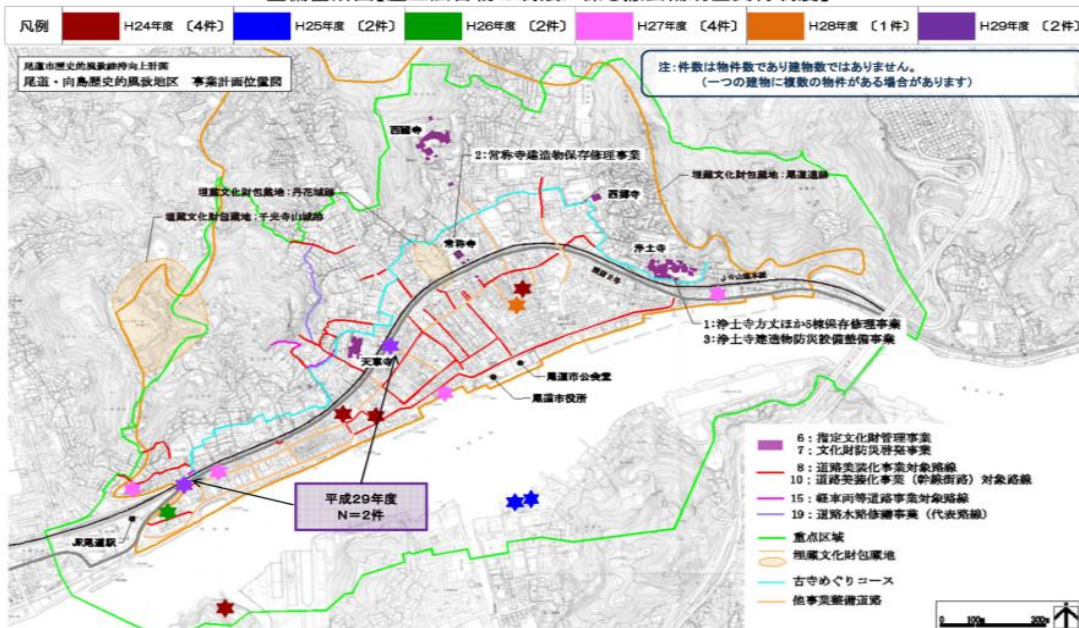 凡例
H24年度 〔4件〕
H25年度 〔2件〕
H26年度 〔2件〕
H27年度 〔4件〕
H28年度 〔1件〕
H29年度 〔2件〕
尾道市歴史的風致維持向上計画
尾道・向島歴史的風致地区 事業計画位置図
注:件数は物件数であり建物数ではありません。
(一つの建物に複数の物件がある場合があります)
西國寺
2:常称寺建造物保存修理事業
埋蔵文化財包蔵地:丹花城跡
西郷寺
埋蔵文化財包蔵地:尾道遺跡
埋蔵文化財包蔵地:千光寺山城跡
常称寺
浄土寺
国道2号
JR山陽本線
1:浄土寺方丈ほか5棟保存修理事業
3:浄土寺建造物防災設備整備事業
天寧寺
尾道市公会堂
尾道市役所
平成29年度
N=2件
JR尾道駅
6:指定文化財管理事業
7:文化財防災啓発事業
8:道路美装化事業対象路線
10:道路美装化事業(幹線街路)対象路線
15:軽車両等道路事業対象路線
19:道路水路修繕事業(代表路線)
重点区域
埋蔵文化財包蔵地
古寺めぐりコース
他事業整備道路
0 100m 200m